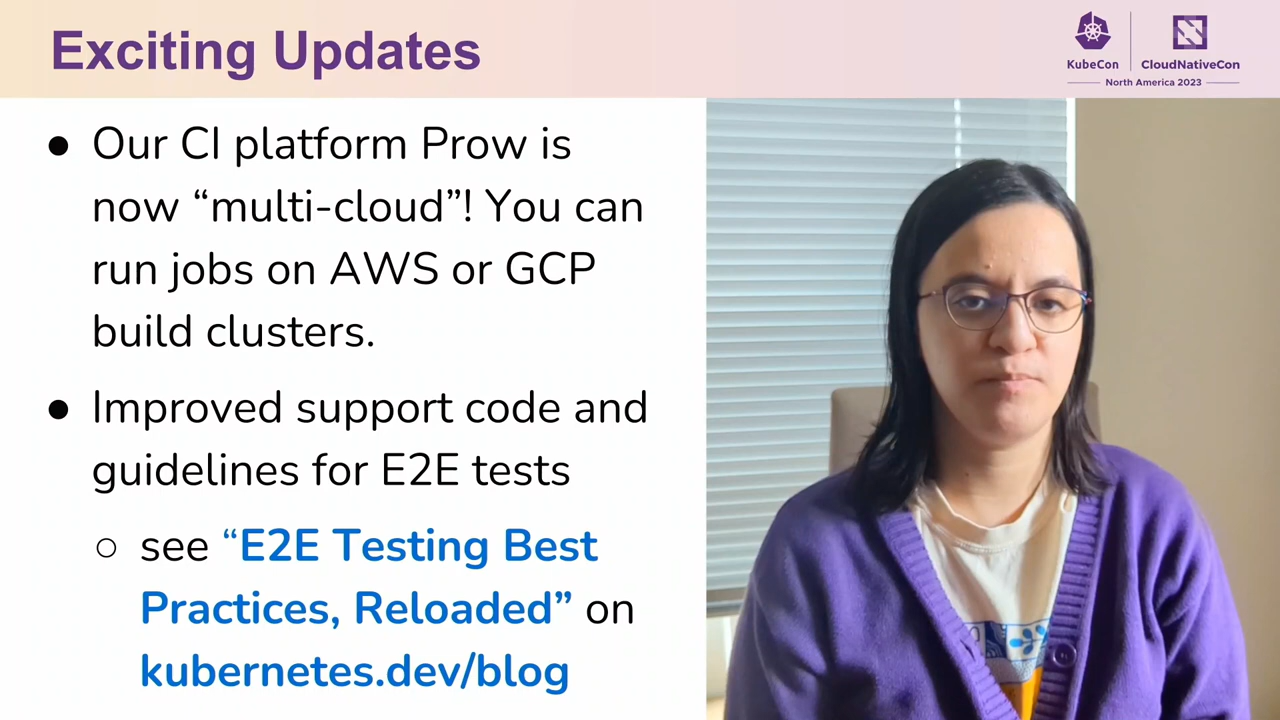 Exciting Updates
KubeCon
CloudNativeCon
North America 2023
● Our CI platform Prow is
now “multi-cloud”! You can
run jobs on AWS or GCP
build clusters.
● Improved support code and
guidelines for E2E tests
○ see “E2E Testing Best
Practices, Reloaded” on
kubernetes.dev/blog